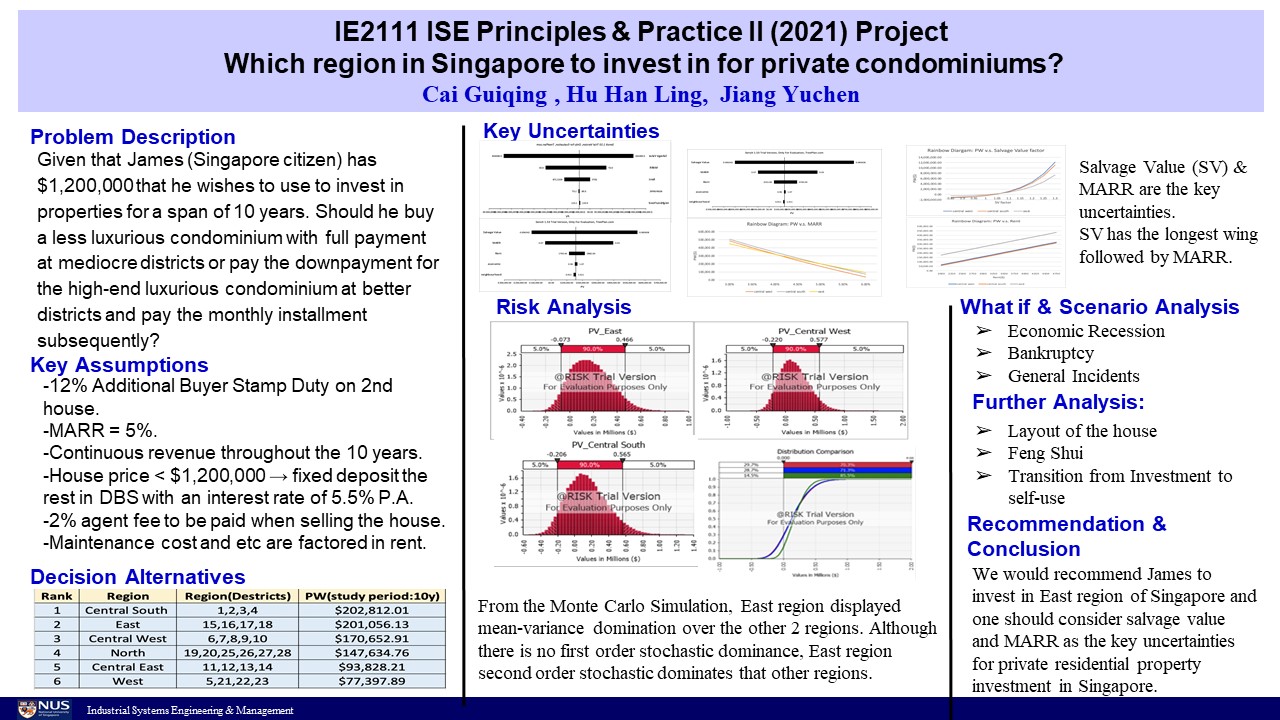 IE2111 ISE Principles & Practice II (2021) Project
Which region in Singapore to invest in for private condominiums?
Cai Guiqing , Hu Han Ling, Jiang Yuchen
Problem Description
Given that James (Singapore citizen) has
$1,200,000 that he wishes to use to invest in
properties for a span of 10 years. Should he buy
a less luxurious condominium with full payment
at mediocre districts or pay the downpayment for
the high-end luxurious condominium at better
districts and pay the monthly installment
subsequently?
Key Assumptions
-12% Additional Buyer Stamp Duty on 2nd
house.
-MARR = 5%.
-Continuous revenue throughout the 10 years.
-House price < $1,200,000 → fixed deposit the
rest in DBS with an interest rate of 5.5% P.A.
-2% agent fee to be paid when selling the house.
-Maintenance cost and etc are factored in rent.
Decision Alternatives
Rank Region Region(Destricts) PW(study period:10y)
1 Central South 1,2,3,4 $202,812.01
2 East 15,16,17,18 $201,056.13
3 Central West 6,7,8,9,10 $170,652.91
4 North 19,20,25,26,27,28 $147,634.76
5 Central East 11,12,13,14 $93,828.21
6 West 5,21,22,23 $77,397.89
Key Uncertainties
Rainbow Diagram: PW v.s. MARR
Rainbow Diargam: PW v.s. Salvage Value factor
Rainbow Diagram: PW v.s. Rent
Salvage Value (SV) &
MARR are the key
uncertainties.
SV has the longest wing
followed by MARR.
Risk Analysis
PV_East
-0.073 0.466
5.0% 90.0% 5.0%
@RISK Trial Version
For Evaluation Purposes Only
Values x 10^-6
Values in Millions ($)
PV_Central West
-0.220 0.577
5.0% 90.0% 5.0%
@RISK Trial Version
For Evaluation Purposes Only
Values x 10^-6
Values in Millions ($)
PV_Central South
-0.206 0.565
5.0% 90.0% 5.0%
@RISK Trial Version
For Evaluation Purposes Only
Values x 10^-6
Values in Millions ($)
Distribution Comparison
@RISK Trial Version
For Evaluation Purposes Only
Values in Millions ($)
From the Monte Carlo Simulation, East region displayed
mean-variance domination over the other 2 regions. Although
there is no first order stochastic dominance, East region
second order stochastic dominates that other regions.
What if & Scenario Analysis
➢ Economic Recession
➢ Bankruptcy
➢ General Incidents
Further Analysis:
➢ Layout of the house
➢ Feng Shui
➢ Transition from Investment to
self-use
Recommendation &
Conclusion
We would recommend James to
invest in East region of Singapore and
one should consider salvage value
and MARR as the key uncertainties
for private residential property
investment in Singapore.
NUS
National University
of Singapore
Industrial Systems Engineering & Management